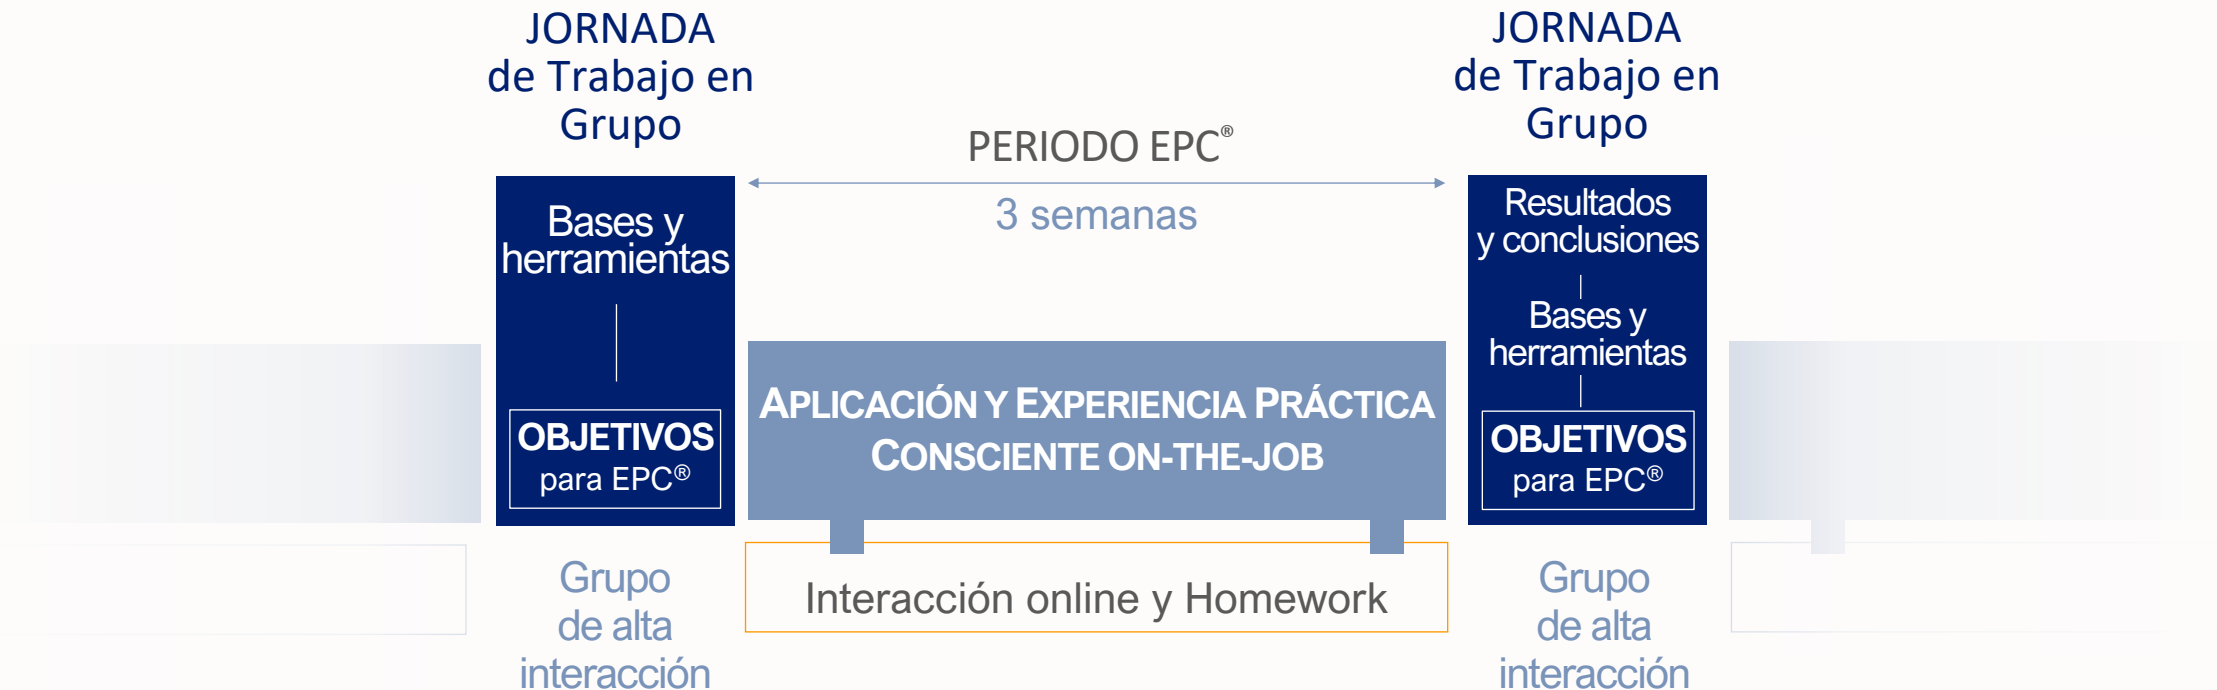 JORNADA
de Trabajo en
Grupo
Bases y
herramientas
OBJETIVOS
para EPC®
Grupo
de alta
interacción
PERIODO EPC®
3 semanas
APLICACIÓN Y EXPERIENCIA PRÁCTICA
CONSCIENTE ON-THE-JOB
Interacción online y Homework
JORNADA
de Trabajo en
Grupo
Resultados
y conclusiones
Bases y
herramientas
OBJETIVOS
para EPC®
Grupo
de alta
interacción